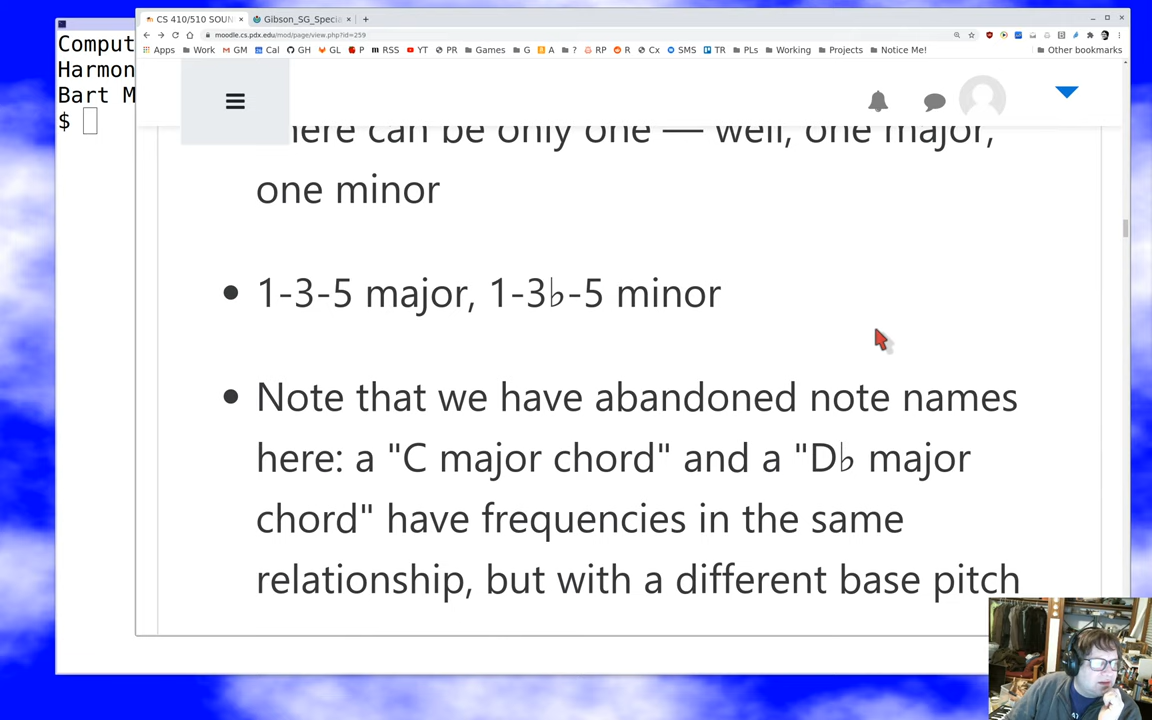 CS 410/510 SOUN
Gibson_SG_Specia
moodle.cs.pdx.edu/mod/page/view.php?id=259
Apps Work GM Cal GH GL P RSS YT PR Games G A ? RP R Cx SMS TR PLs Working Projects Notice Me! Other bookmarks
Comput
Harmon
Bart M
$
here can be only one — well, one major,
one minor
• 1-3-5 major, 1-3♭-5 minor
• Note that we have abandoned note names
here: a "C major chord" and a "D♭ major
chord" have frequencies in the same
relationship, but with a different base pitch